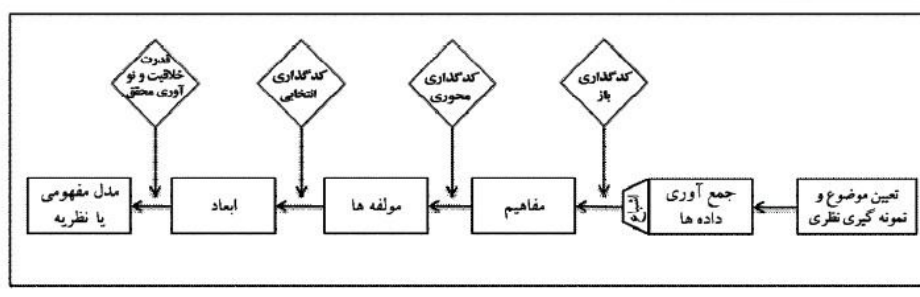 کدگذاری
باز
کدگذاری
محوری
کدگذاری
انتخابی
قدرت
خلاقیت و نو
آوری محقق
تعیین موضوع و
نمونه گیری نظری
جمع آوری
داده ها
مفاهیم
مولفه ها
ابعاد
مدل مفهومی
یا نظریه